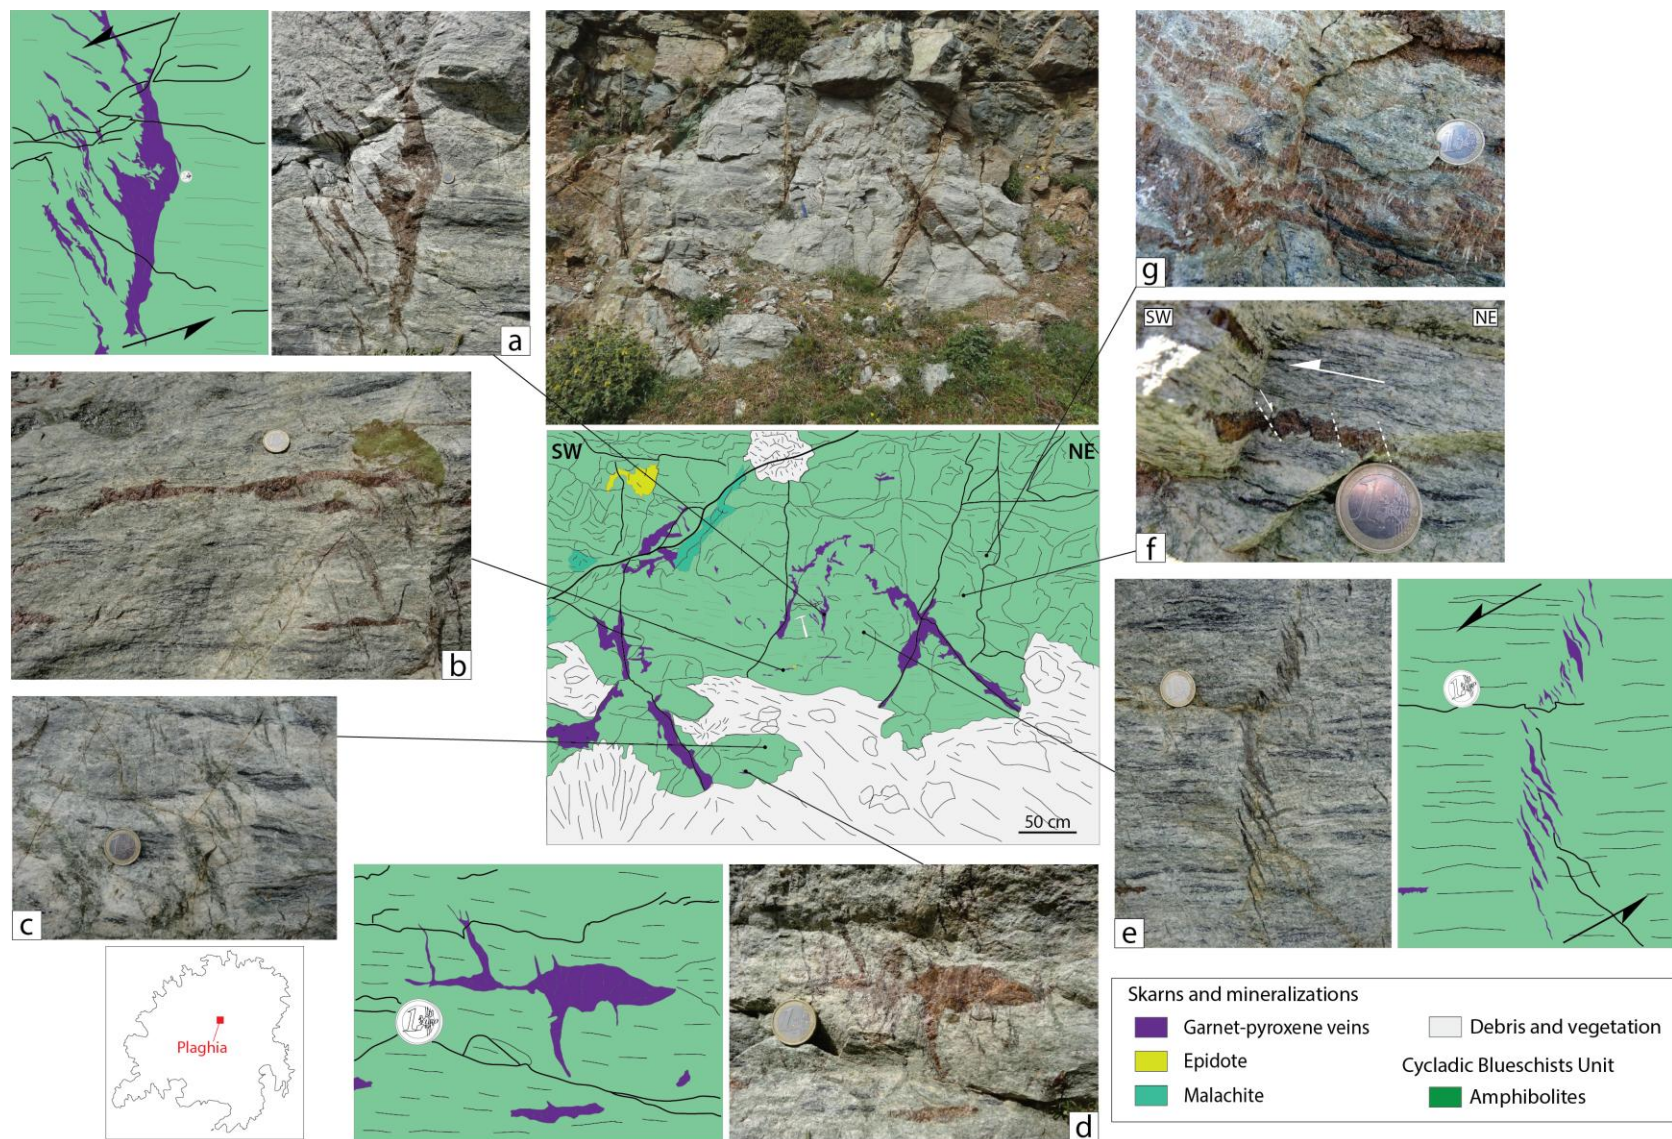 a
g
SW
NE
f
SW
NE
b
50 cm
c
e
d
Plaghia
Skarns and mineralizations
Garnet-pyroxene veins
Debris and vegetation
Epidote
Cycladic Blueschists Unit
Malachite
Amphibolites